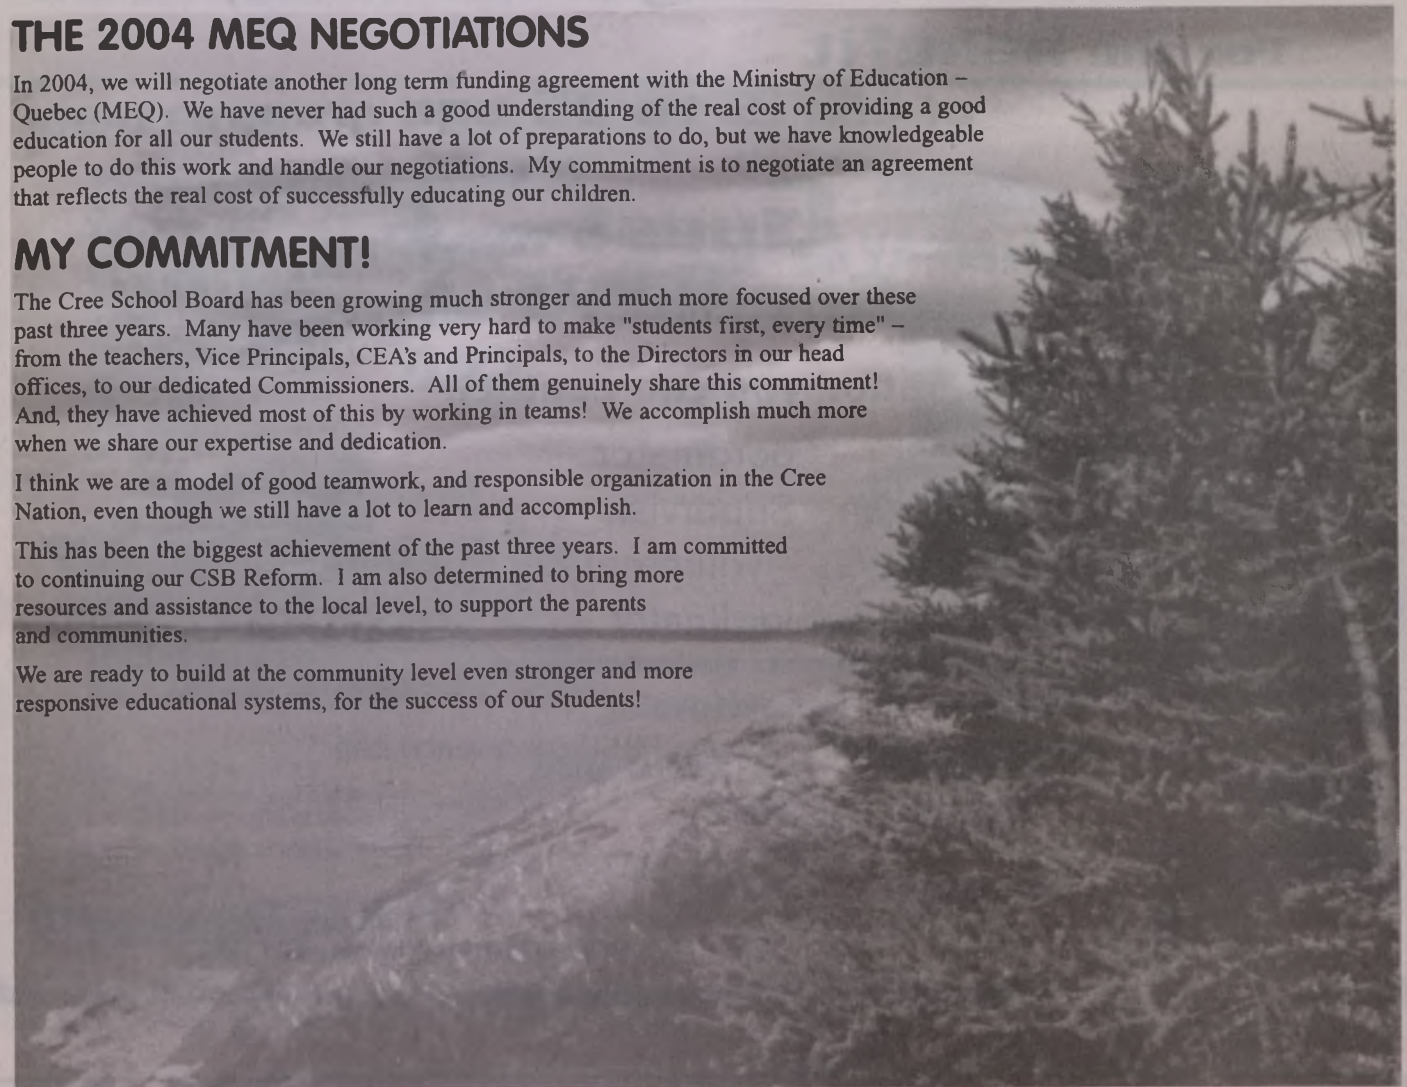 THE 2004 MEQ NEGOTIATIONS
In 2004, we will negotiate another long term funding agreement with the Ministry of Education –
Quebec (MEQ). We have never had such a good understanding of the real cost of providing a good
education for all our students. We still have a lot of preparations to do, but we have knowledgeable
people to do this work and handle our negotiations. My commitment is to negotiate an agreement
that reflects the real cost of successfully educating our children.
MY COMMITMENT!
The Cree School Board has been growing much stronger and much more focused over these
past three years. Many have been working very hard to make "students first, every time" –
from the teachers, Vice Principals, CEA's and Principals, to the Directors in our head
offices, to our dedicated Commissioners. All of them genuinely share this commitment!
And, they have achieved most of this by working in teams! We accomplish much more
when we share our expertise and dedication.
I think we are a model of good teamwork, and responsible organization in the Cree
Nation, even though we still have a lot to learn and accomplish.
This has been the biggest achievement of the past three years. I am committed
to continuing our CSB Reform. I am also determined to bring more
resources and assistance to the local level, to support the parents
and communities.
We are ready to build at the community level even stronger and more
responsive educational systems, for the success of our Students!